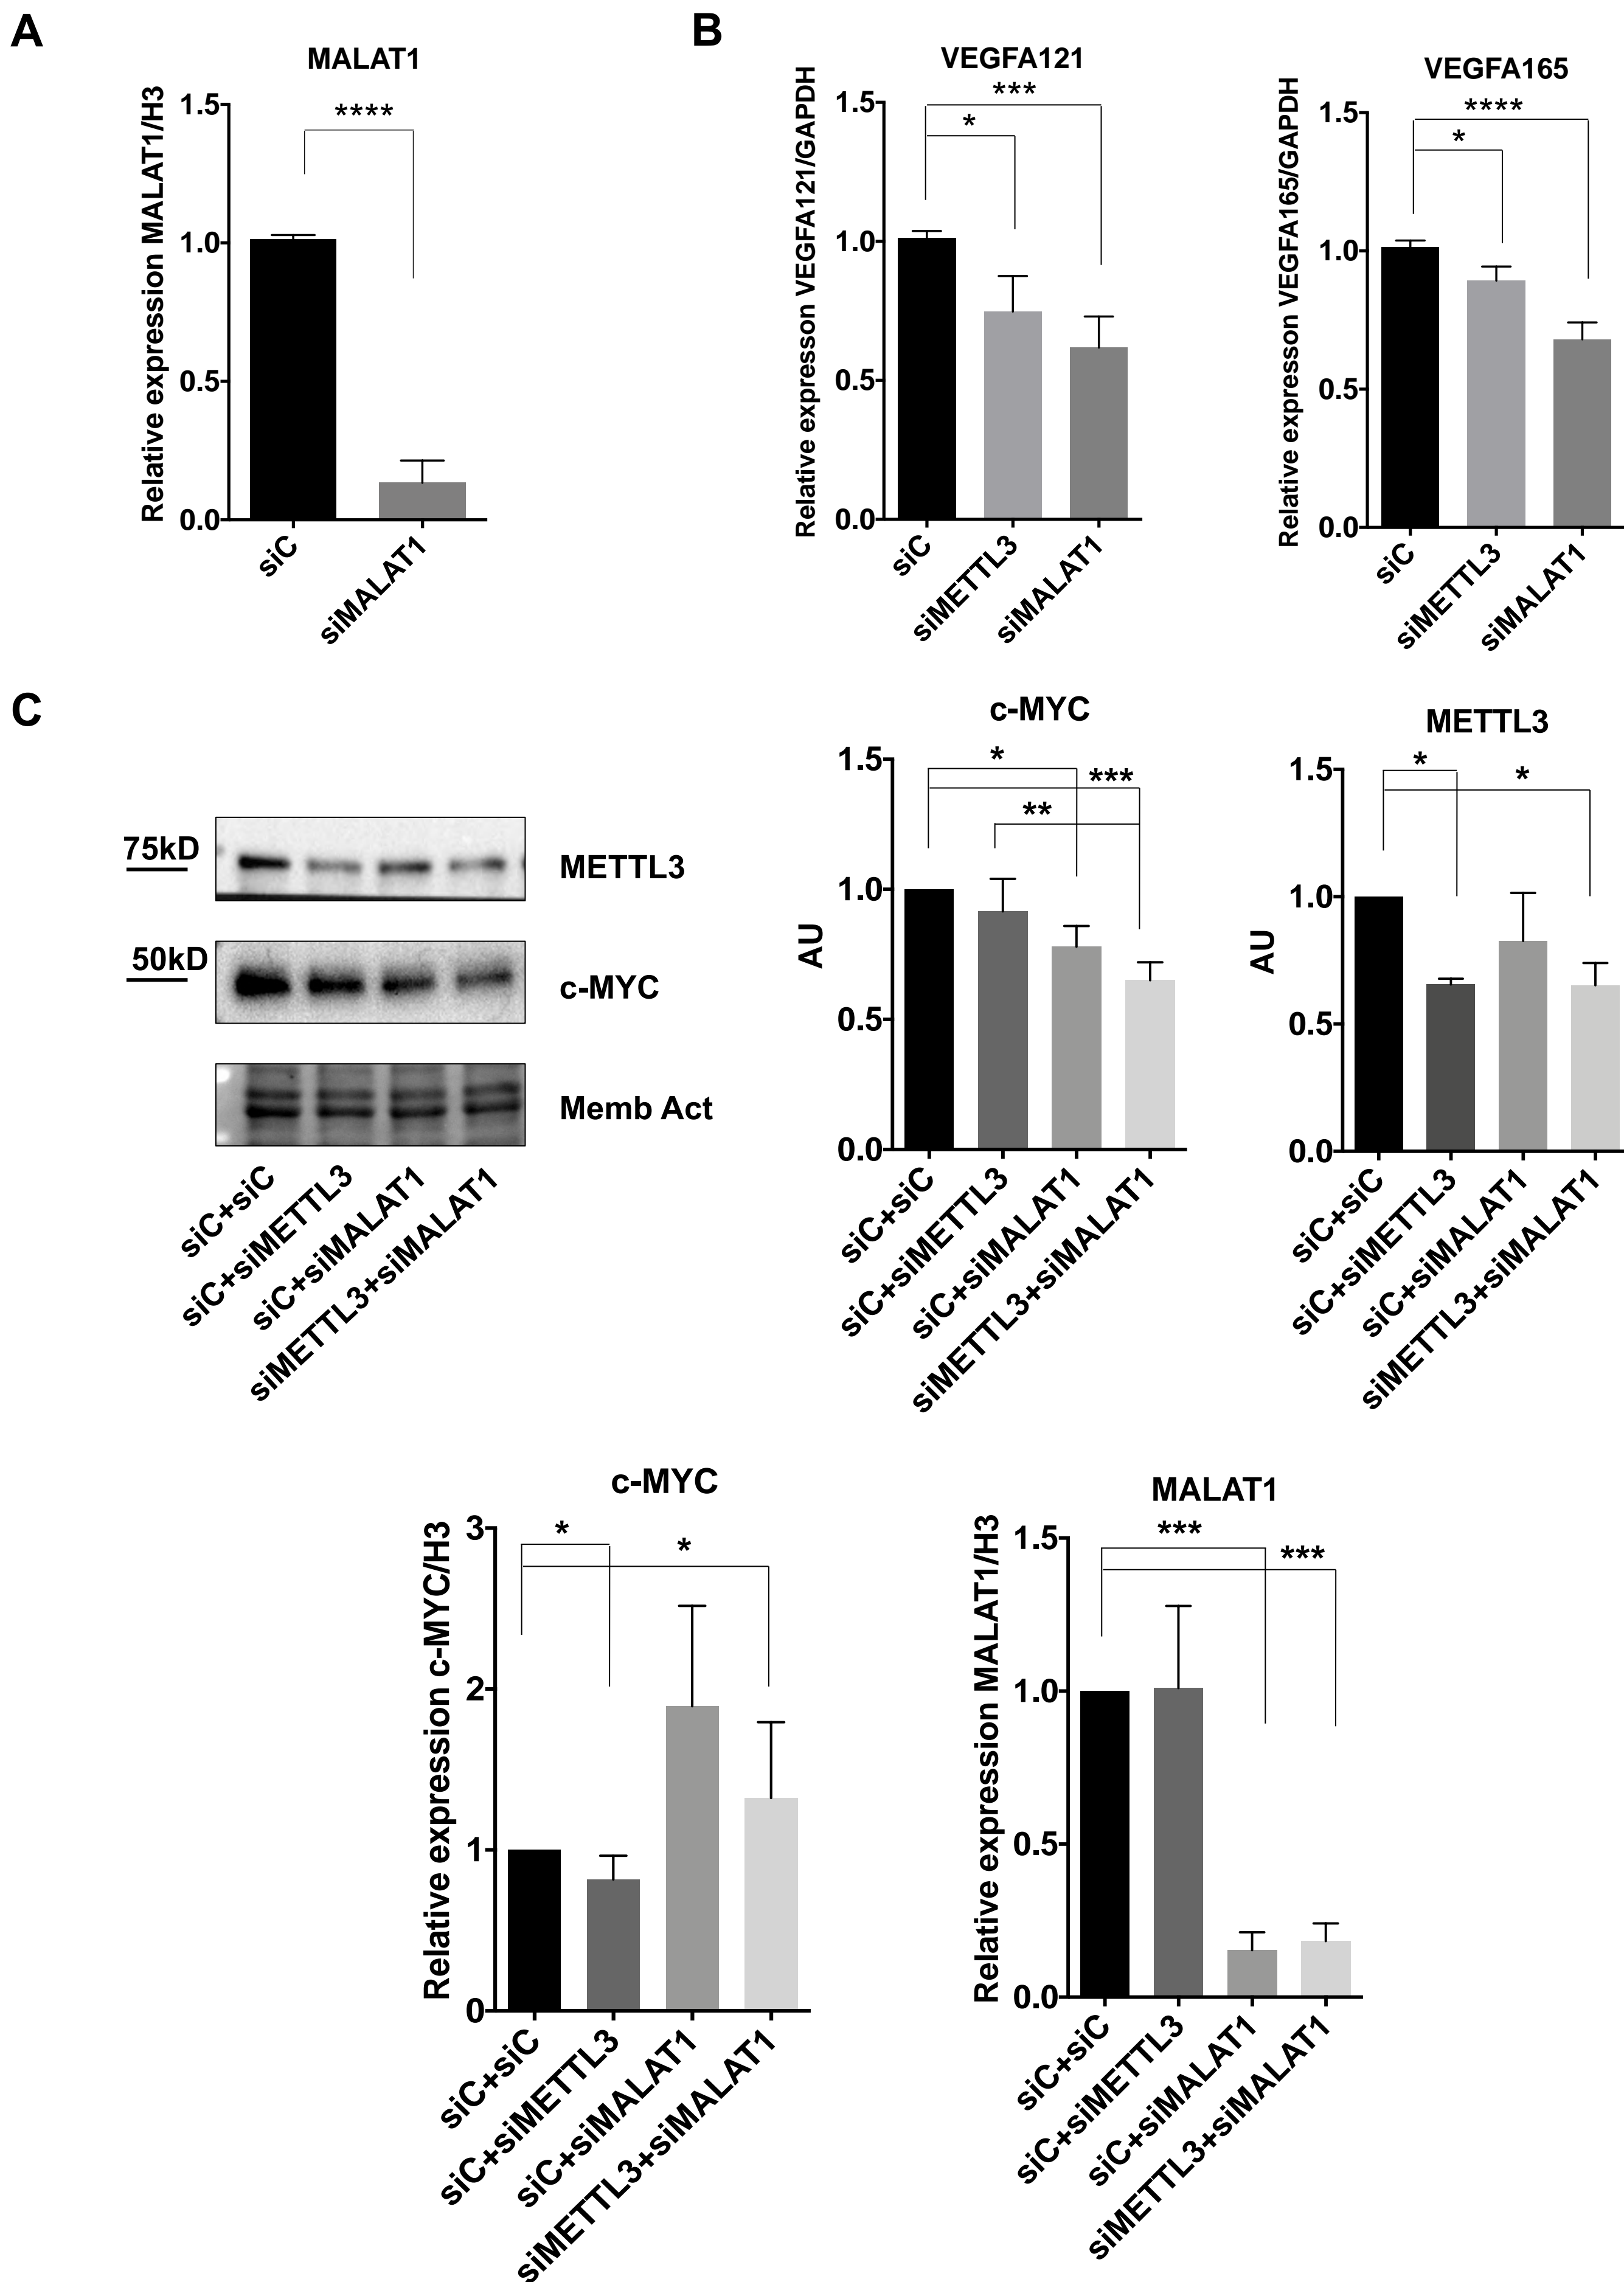 A
MALAT1
Relative expression MALAT1/H3
1.5
1.0
0.5
0.0
****
siC
siMALAT1
B
VEGFA121
Relative expresson VEGFA121/GAPDH
1.5
1.0
0.5
0.0
***
*
siC
siMETTL3
siMALAT1
VEGFA165
Relative expresson VEGFA165/GAPDH
1.5
1.0
0.5
0.0
****
*
siC
siMETTL3
siMALAT1
C
75kD
METTL3
50kD
c-MYC
Memb Act
siC+siC
siC+siMETTL3
siC+siMALAT1
siMETTL3+siMALAT1
c-MYC
AU
1.5
1.0
0.5
0.0
*
***
**
siC+siC
siC+siMETTL3
siC+siMALAT1
siMETTL3+siMALAT1
METTL3
AU
1.5
1.0
0.5
0.0
*
*
siC+siC
siC+siMETTL3
siC+siMALAT1
siMETTL3+siMALAT1
c-MYC
Relative expression c-MYC/H3
3
2
1
0
*
*
siC+siC
siC+siMETTL3
siC+siMALAT1
siMETTL3+siMALAT1
MALAT1
Relative expression MALAT1/H3
1.5
1.0
0.5
0.0
***
***
siC+siC
siC+siMETTL3
siC+siMALAT1
siMETTL3+siMALAT1